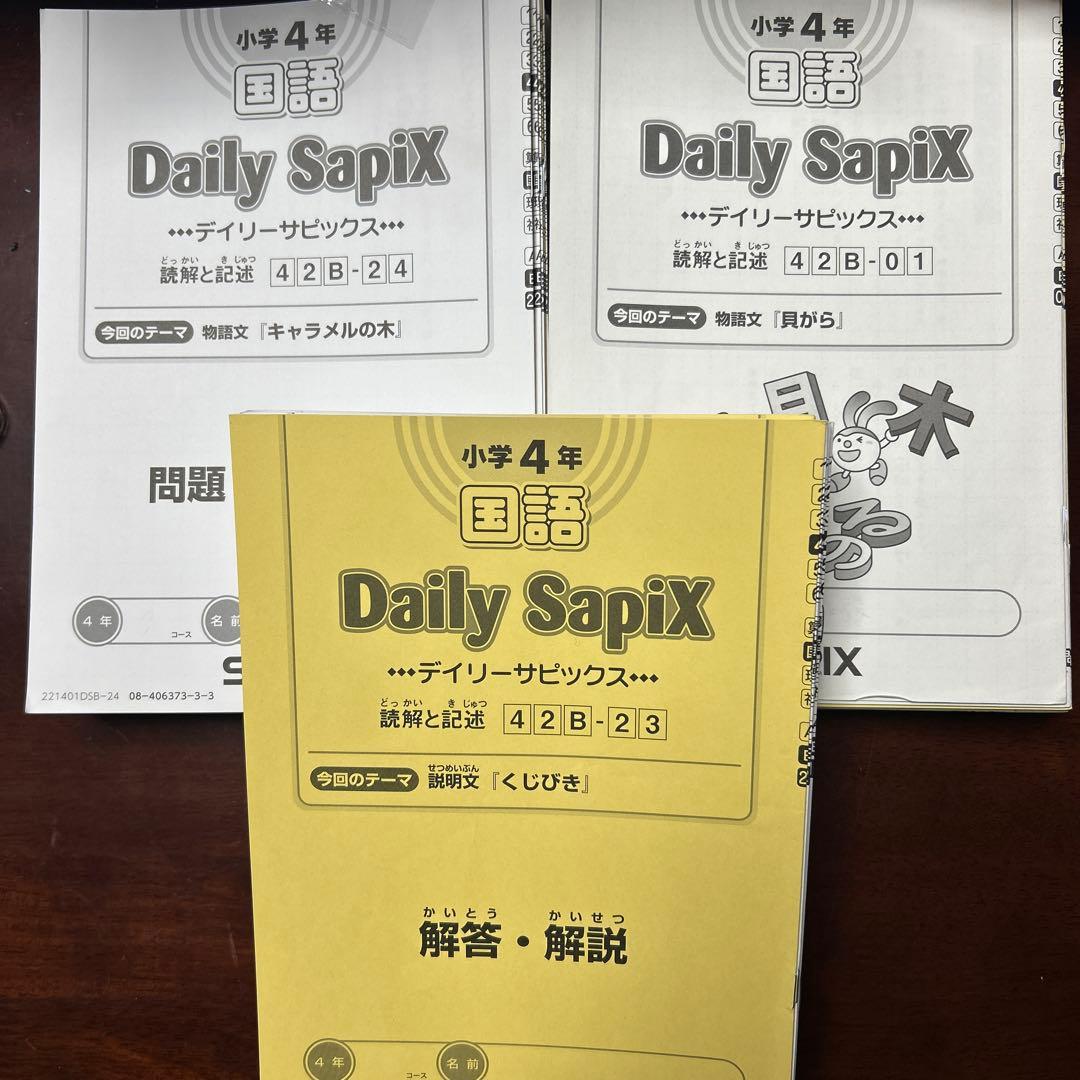 小学4年
国語
Daily SapiX
デイリーサピックス
どっかい きじゅつ
読解と記述 42B-24
今回のテーマ 物語文『キャラメルの木』
問題
4年 コース 名前
221401DSB-24 08-406373-3-3
小学4年
国語
Daily SapiX
デイリーサピックス
どっかい きじゅつ
読解と記述 42B-01
今回のテーマ 物語文『貝がら』
木
る
の
IX
小学4年
国語
Daily SapiX
デイリーサピックス
どっかい きじゅつ
読解と記述 42B-23
せつめいぶん
今回のテーマ 説明文『くじびき』
かいとう かいせつ
解答・解説
4年 コース 名前